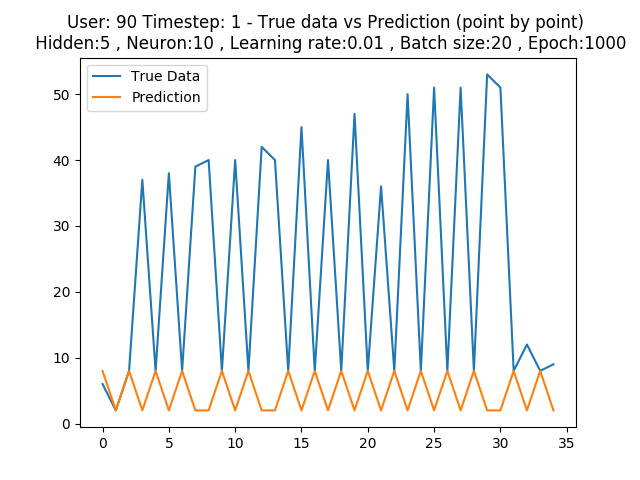 User: 90 Timestep: 1 - True data vs Prediction (point by point)
Hidden:5 , Neuron:10 , Learning rate:0.01 , Batch size:20 , Epoch:1000
True Data
Prediction
50
40
30
20
10
0
0 5 10 15 20 25 30 35